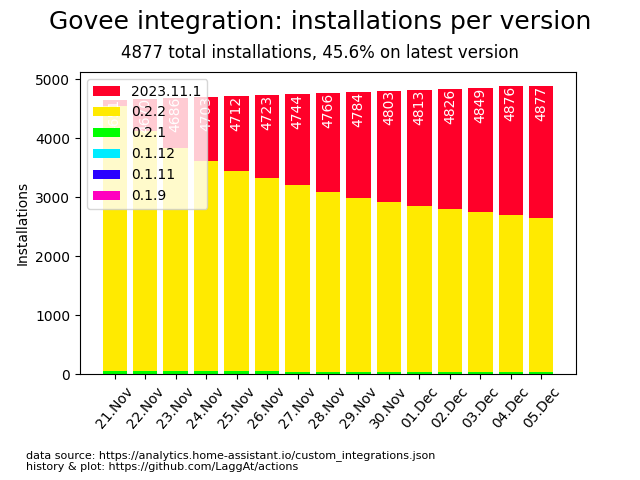 Govee integration: installations per version
4877 total installations, 45.6% on latest version
Installations
5000
4000
3000
2000
1000
0
2023.11.1
0.2.2
0.2.1
0.1.12
0.1.11
0.1.9
4686
4703
4712
4723
4744
4766
4784
4803
4813
4826
4849
4876
4877
21.Nov
22.Nov
23.Nov
24.Nov
25.Nov
26.Nov
27.Nov
28.Nov
29.Nov
30.Nov
01.Dec
02.Dec
03.Dec
04.Dec
05.Dec
data source: https://analytics.home-assistant.io/custom_integrations.json
history & plot: https://github.com/LaggAt/actions